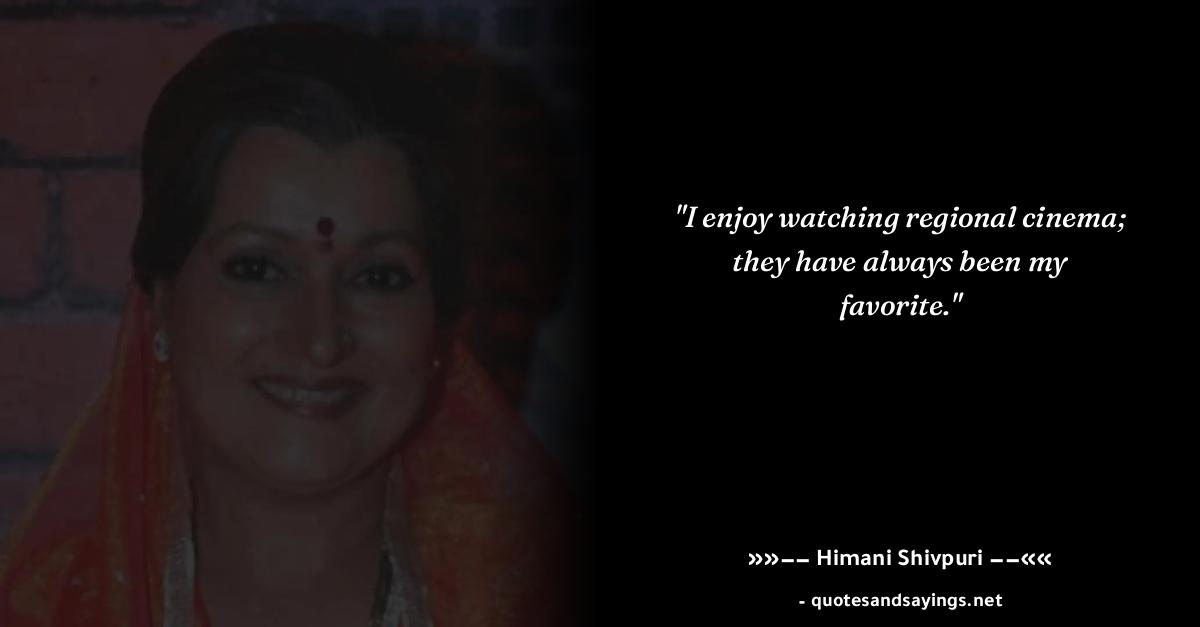 "I enjoy watching regional cinema;
they have always been my
favorite."
»»–– Himani Shivpuri ––««
- quotesandsayings.net